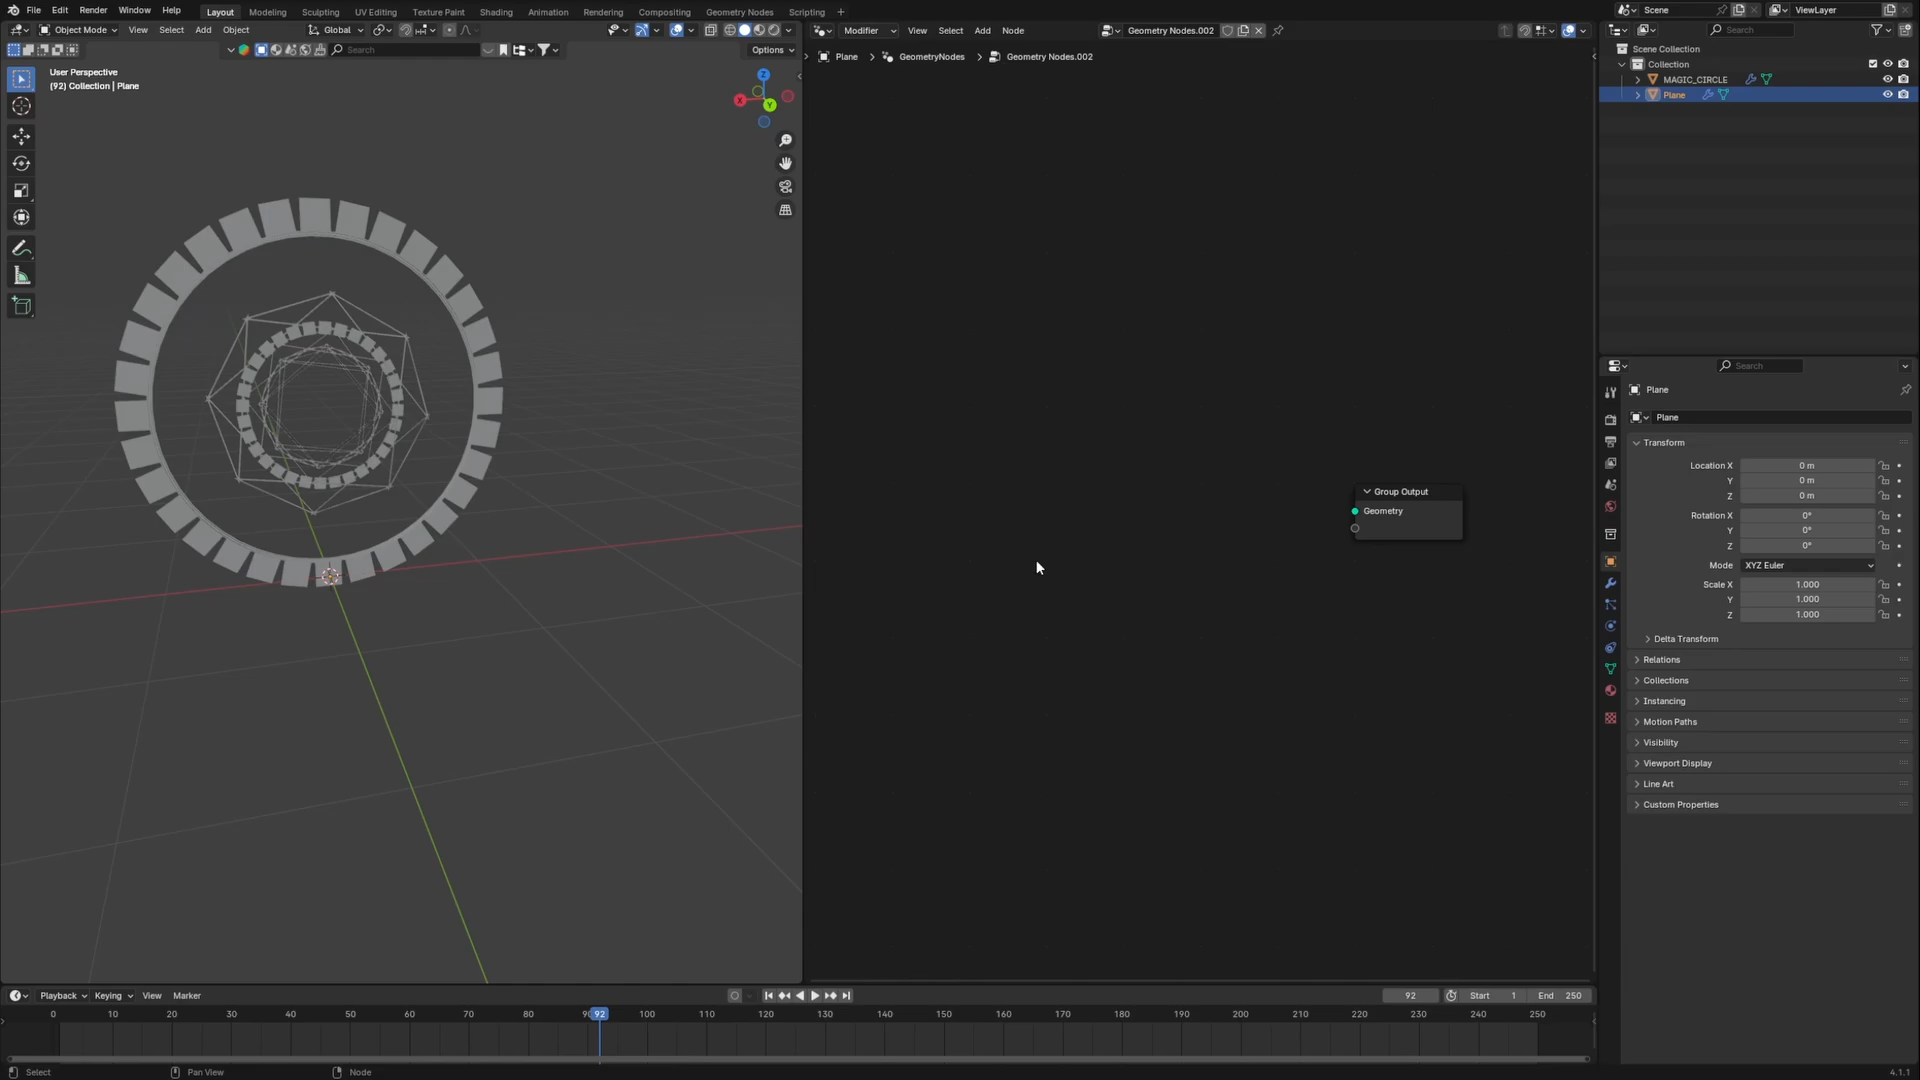 File Edit Render Window Help Layout Modeling Sculpting UV Editing Texture Paint Shading Animation Rendering Compositing Geometry Nodes Scripting + Scene ViewLayer
Object Mode View Select Add Object Global
Search Options
User Perspective
(92) Collection | Plane
Z
X
Y
Modifier View Select Add Node Geometry Nodes.002
Plane > GeometryNodes > Geometry Nodes.002
Group Output
Geometry
Search
Scene Collection
Collection
MAGIC_CIRCLE
Plane
Search
Plane
Plane
Transform
Location X 0 m
Y 0 m
Z 0 m
Rotation X 0°
Y 0°
Z 0°
Mode XYZ Euler
Scale X 1.000
Y 1.000
Z 1.000
Delta Transform
Relations
Collections
Instancing
Motion Paths
Visibility
Viewport Display
Line Art
Custom Properties
Playback Keying View Marker 92 Start 1 End 250
0 10 20 30 40 50 60 70 80 92 100 110 120 130 140 150 160 170 180 190 200 210 220 230 240 250
Select Pan View Node 4.1.1